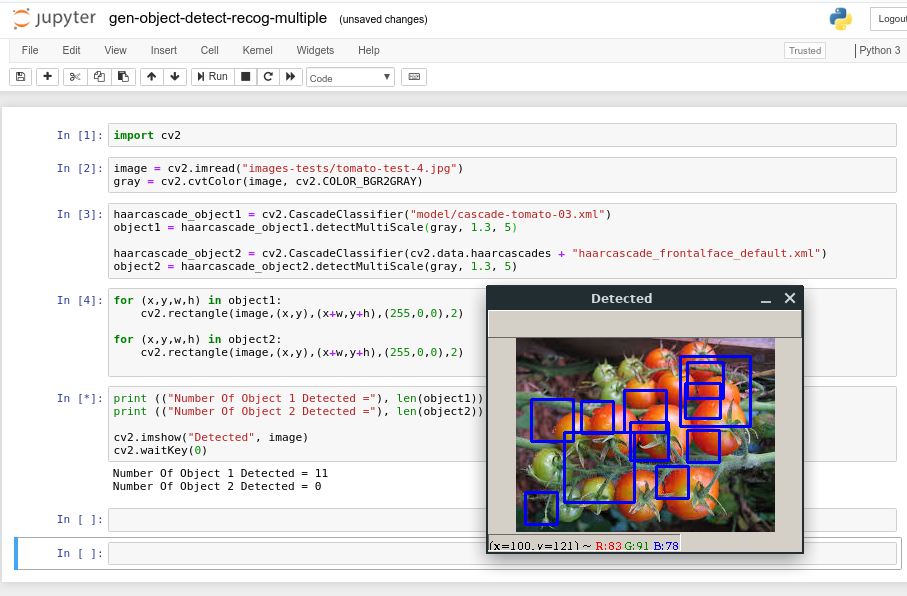 jupyter gen-object-detect-recog-multiple (unsaved changes)
Logout
File Edit View Insert Cell Kernel Widgets Help
Trusted
Python 3
Run
Code
In [1]: import cv2
In [2]: image = cv2.imread("images-tests/tomato-test-4.jpg")
gray = cv2.cvtColor(image, cv2.COLOR_BGR2GRAY)
In [3]: haarcascade_object1 = cv2.CascadeClassifier("model/cascade-tomato-03.xml")
object1 = haarcascade_object1.detectMultiScale(gray, 1.3, 5)
haarcascade_object2 = cv2.CascadeClassifier(cv2.data.haarcascades + "haarcascade_frontalface_default.xml")
object2 = haarcascade_object2.detectMultiScale(gray, 1.3, 5)
In [4]: for (x,y,w,h) in object1:
    cv2.rectangle(image,(x,y),(x+w,y+h),(255,0,0),2)
for (x,y,w,h) in object2:
    cv2.rectangle(image,(x,y),(x+w,y+h),(255,0,0),2)
In [*]: print (("Number Of Object 1 Detected ="), len(object1))
print (("Number Of Object 2 Detected ="), len(object2))
cv2.imshow("Detected", image)
cv2.waitKey(0)
Number Of Object 1 Detected = 11
Number Of Object 2 Detected = 0
In [ ]:
In [ ]:
Detected
(x=100, y=121) ~ R:83 G:91 B:78